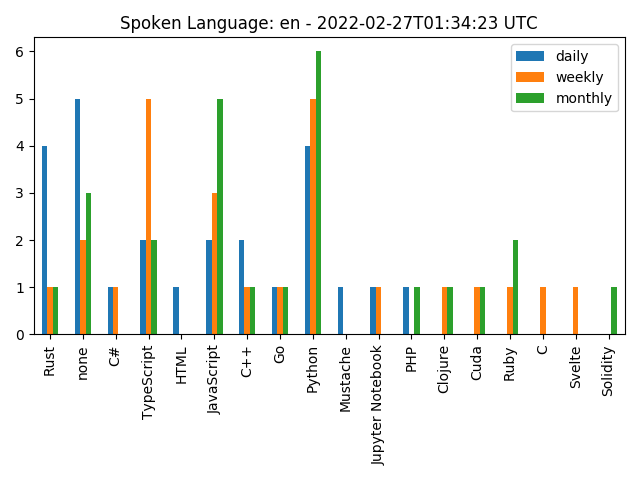 Spoken Language: en - 2022-02-27T01:34:23 UTC
daily
weekly
monthly
6
5
4
3
2
1
0
Rust
none
C#
TypeScript
HTML
JavaScript
C++
Go
Python
Mustache
Jupyter Notebook
PHP
Clojure
Cuda
Ruby
C
Svelte
Solidity